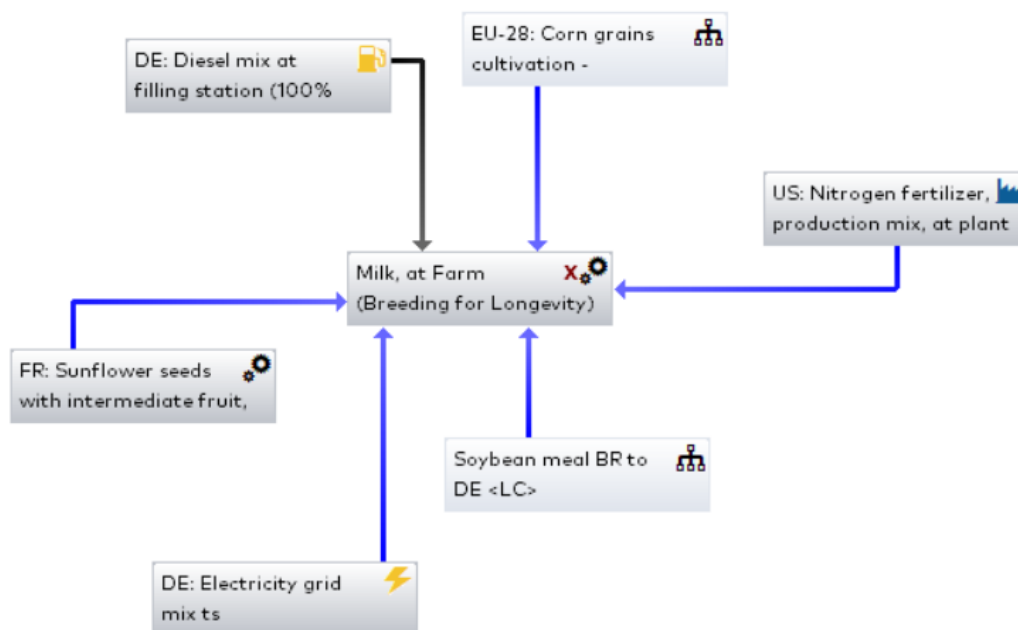 DE: Diesel mix at
filling station (100%
EU-28: Corn grains
cultivation -
US: Nitrogen fertilizer,
production mix, at plant
Milk, at Farm
(Breeding for Longevity)
X
FR: Sunflower seeds
with intermediate fruit,
Soybean meal BR to
DE <LC>
DE: Electricity grid
mix ts